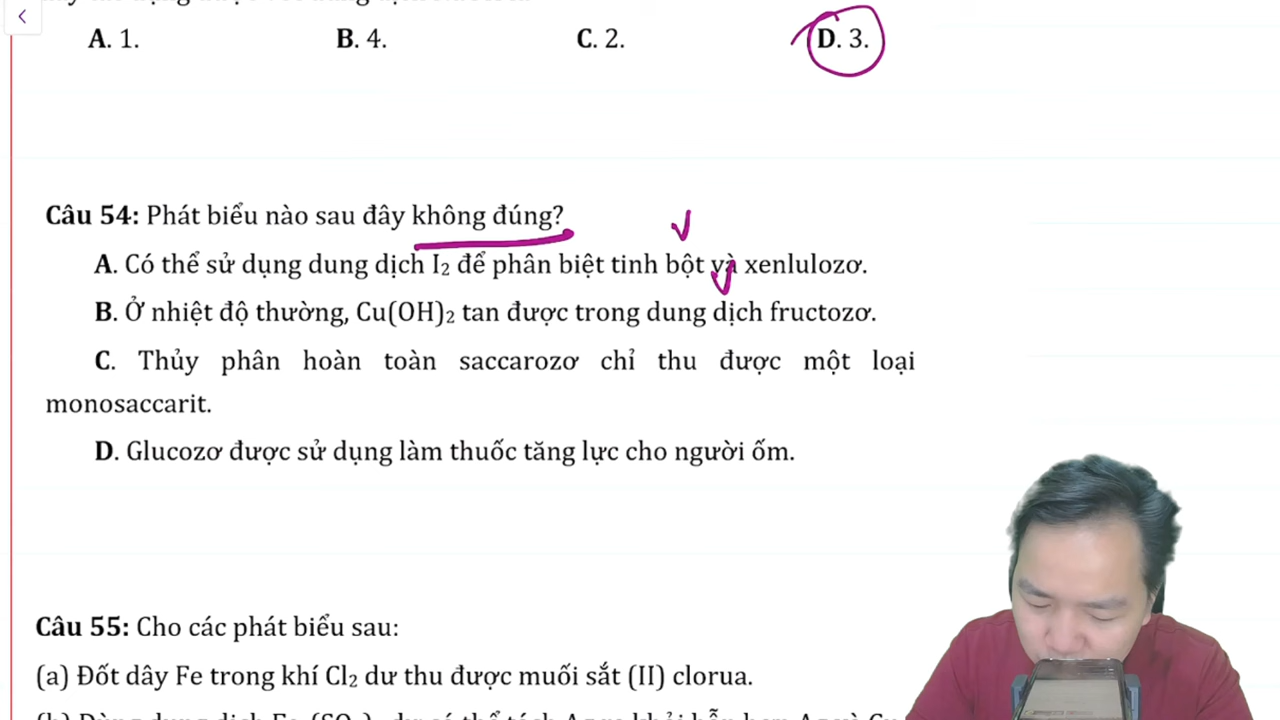 A. 1. B. 4. C. 2. D. 3.
Câu 54: Phát biểu nào sau đây không đúng?
A. Có thể sử dụng dung dịch I₂ để phân biệt tinh bột và xenlulozơ.
B. Ở nhiệt độ thường, Cu(OH)₂ tan được trong dung dịch fructozơ.
C. Thủy phân hoàn toàn saccarozơ chỉ thu được một loại
monosaccarit.
D. Glucozơ được sử dụng làm thuốc tăng lực cho người ốm.
Câu 55: Cho các phát biểu sau:
(a) Đốt dây Fe trong khí Cl₂ dư thu được muối sắt (II) clorua.